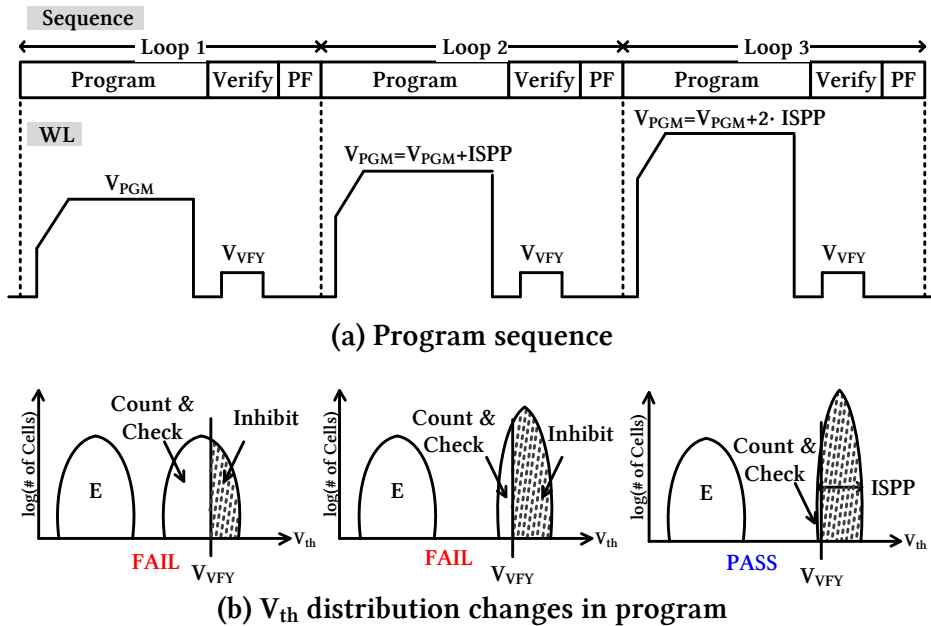 Sequence
Loop 1 Loop 2 Loop 3
Program Verify PF Program Verify PF Program Verify PF
WL
V_PGM V_PGM=V_PGM+ISPP V_PGM=V_PGM+2· ISPP
V_VFY V_VFY V_VFY
(a) Program sequence
log(# of Cells)
Count &
Check
Inhibit
E
V_th
FAIL
V_VFY
log(# of Cells)
Count &
Check
Inhibit
E
V_th
FAIL
V_VFY
log(# of Cells)
Count &
Check
ISPP
E
V_th
PASS
V_VFY
(b) V_th distribution changes in program